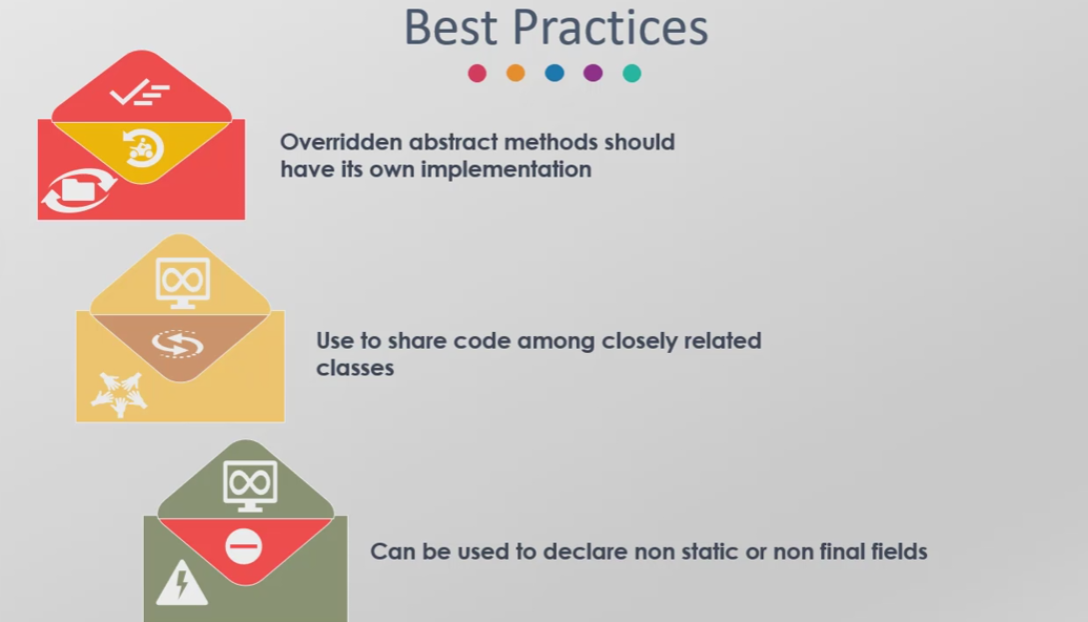 Best Practices
Overridden abstract methods should
have its own implementation
Use to share code among closely related
classes
Can be used to declare non static or non final fields